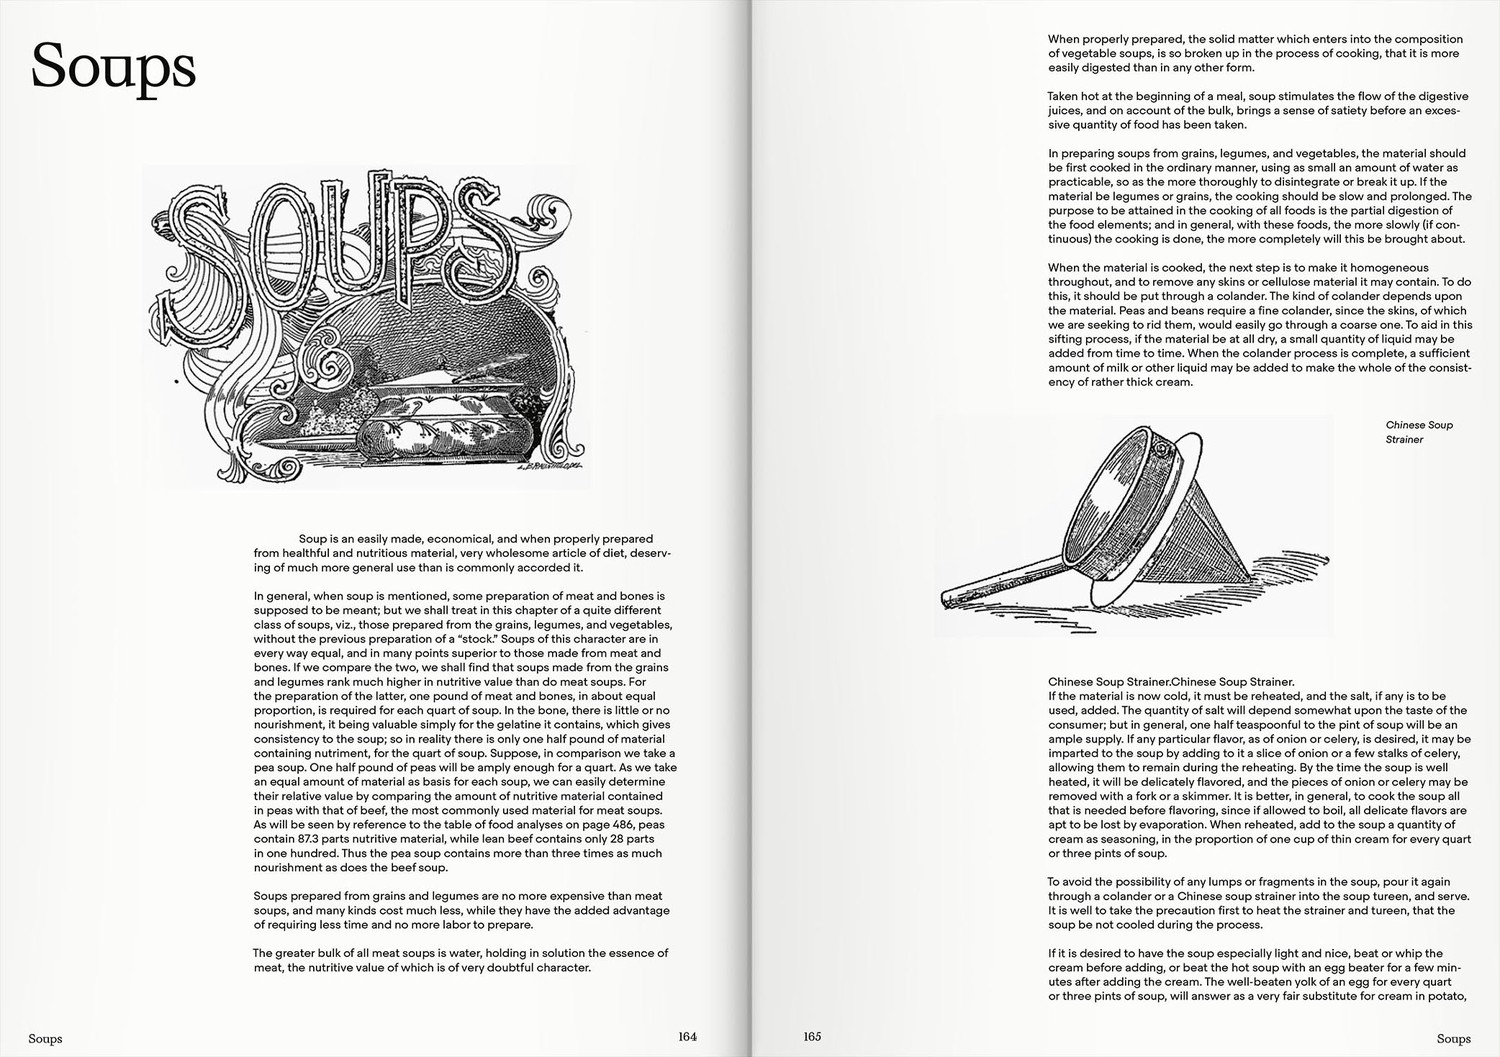 Soups
SOUPS
Soup is an easily made, economical, and when properly prepared
from healthful and nutritious material, very wholesome article of diet, deserv-
ing of much more general use than is commonly accorded it.
In general, when soup is mentioned, some preparation of meat and bones is
supposed to be meant; but we shall treat in this chapter of a quite different
class of soups, viz., those prepared from the grains, legumes, and vegetables,
without the previous preparation of a “stock.” Soups of this character are in
every way equal, and in many points superior to those made from meat and
bones. If we compare the two, we shall find that soups made from the grains
and legumes rank much higher in nutritive value than do meat soups. For
the preparation of the latter, one pound of meat and bones, in about equal
proportion, is required for each quart of soup. In the bone, there is little or no
nourishment, it being valuable simply for the gelatine it contains, which gives
consistency to the soup; so in reality there is only one half pound of material
containing nutriment, for the quart of soup. Suppose, in comparison we take a
pea soup. One half pound of peas will be amply enough for a quart. As we take
an equal amount of material as basis for each soup, we can easily determine
their relative value by comparing the amount of nutritive material contained
in peas with that of beef, the most commonly used material for meat soups.
As will be seen by reference to the table of food analyses on page 486, peas
contain 87.3 parts nutritive material, while lean beef contains only 28 parts
in one hundred. Thus the pea soup contains more than three times as much
nourishment as does the beef soup.
Soups prepared from grains and legumes are no more expensive than meat
soups, and many kinds cost much less, while they have the added advantage
of requiring less time and no more labor to prepare.
The greater bulk of all meat soups is water, holding in solution the essence of
meat, the nutritive value of which is of very doubtful character.
Soups
164
When properly prepared, the solid matter which enters into the composition
of vegetable soups, is so broken up in the process of cooking, that it is more
easily digested than in any other form.
Taken hot at the beginning of a meal, soup stimulates the flow of the digestive
juices, and on account of the bulk, brings a sense of satiety before an exces-
sive quantity of food has been taken.
In preparing soups from grains, legumes, and vegetables, the material should
be first cooked in the ordinary manner, using as small an amount of water as
practicable, so as the more thoroughly to disintegrate or break it up. If the
material be legumes or grains, the cooking should be slow and prolonged. The
purpose to be attained in the cooking of all foods is the partial digestion of
the food elements; and in general, with these foods, the more slowly (if con-
tinuous) the cooking is done, the more completely will this be brought about.
When the material is cooked, the next step is to make it homogeneous
throughout, and to remove any skins or cellulose material it may contain. To do
this, it should be put through a colander. The kind of colander depends upon
the material. Peas and beans require a fine colander, since the skins, of which
we are seeking to rid them, would easily go through a coarse one. To aid in this
sifting process, if the material be at all dry, a small quantity of liquid may be
added from time to time. When the colander process is complete, a sufficient
amount of milk or other liquid may be added to make the whole of the consist-
ency of rather thick cream.
Chinese Soup
Strainer
Chinese Soup Strainer.Chinese Soup Strainer.
If the material is now cold, it must be reheated, and the salt, if any is to be
used, added. The quantity of salt will depend somewhat upon the taste of the
consumer; but in general, one half teaspoonful to the pint of soup will be an
ample supply. If any particular flavor, as of onion or celery, is desired, it may be
imparted to the soup by adding to it a slice of onion or a few stalks of celery,
allowing them to remain during the reheating. By the time the soup is well
heated, it will be delicately flavored, and the pieces of onion or celery may be
removed with a fork or a skimmer. It is better, in general, to cook the soup all
that is needed before flavoring, since if allowed to boil, all delicate flavors are
apt to be lost by evaporation. When reheated, add to the soup a quantity of
cream as seasoning, in the proportion of one cup of thin cream for every quart
or three pints of soup.
To avoid the possibility of any lumps or fragments in the soup, pour it again
through a colander or a Chinese soup strainer into the soup tureen, and serve.
It is well to take the precaution first to heat the strainer and tureen, that the
soup be not cooled during the process.
If it is desired to have the soup especially light and nice, beat or whip the
cream before adding, or beat the hot soup with an egg beater for a few min-
utes after adding the cream. The well-beaten yolk of an egg for every quart
or three pints of soup, will answer as a very fair substitute for cream in potato,
165
Soups